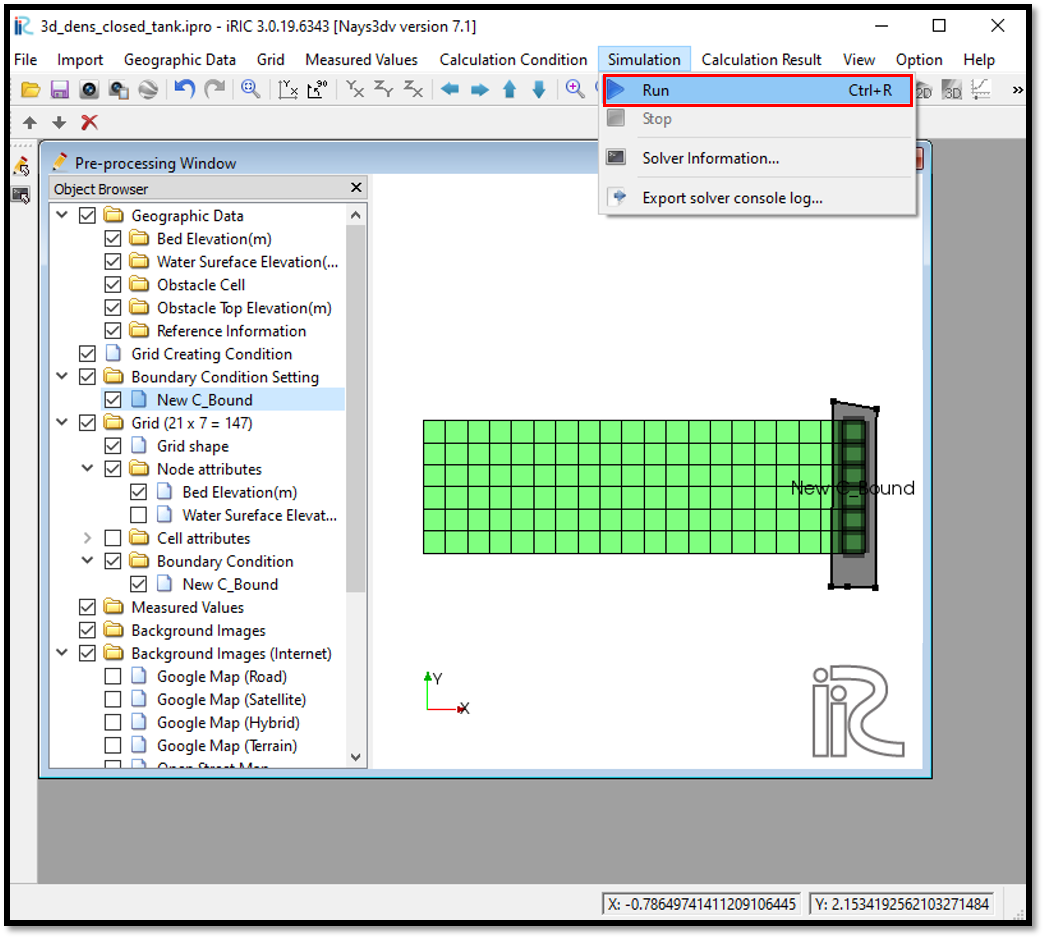 3d_dens_closed_tank.ipro - iRIC 3.0.19.6343 [Nays3dv version 7.1]
File Import Geographic Data Grid Measured Values Calculation Condition Simulation Calculation Result View Option Help
Run Ctrl+R
Stop
Solver Information...
Export solver console log...
Pre-processing Window
Object Browser
Geographic Data
Bed Elevation(m)
Water Sureface Elevation(...
Obstacle Cell
Obstacle Top Elevation(m)
Reference Information
Grid Creating Condition
Boundary Condition Setting
New C_Bound
Grid (21 x 7 = 147)
Grid shape
Node attributes
Bed Elevation(m)
Water Sureface Elevat...
Cell attributes
Boundary Condition
New C_Bound
Measured Values
Background Images
Background Images (Internet)
Google Map (Road)
Google Map (Satellite)
Google Map (Hybrid)
Google Map (Terrain)
Open Street Map
New C_Bound
Y
X
iRIC
X: -0.78649741411209106445 Y: 2.1534192562103271484